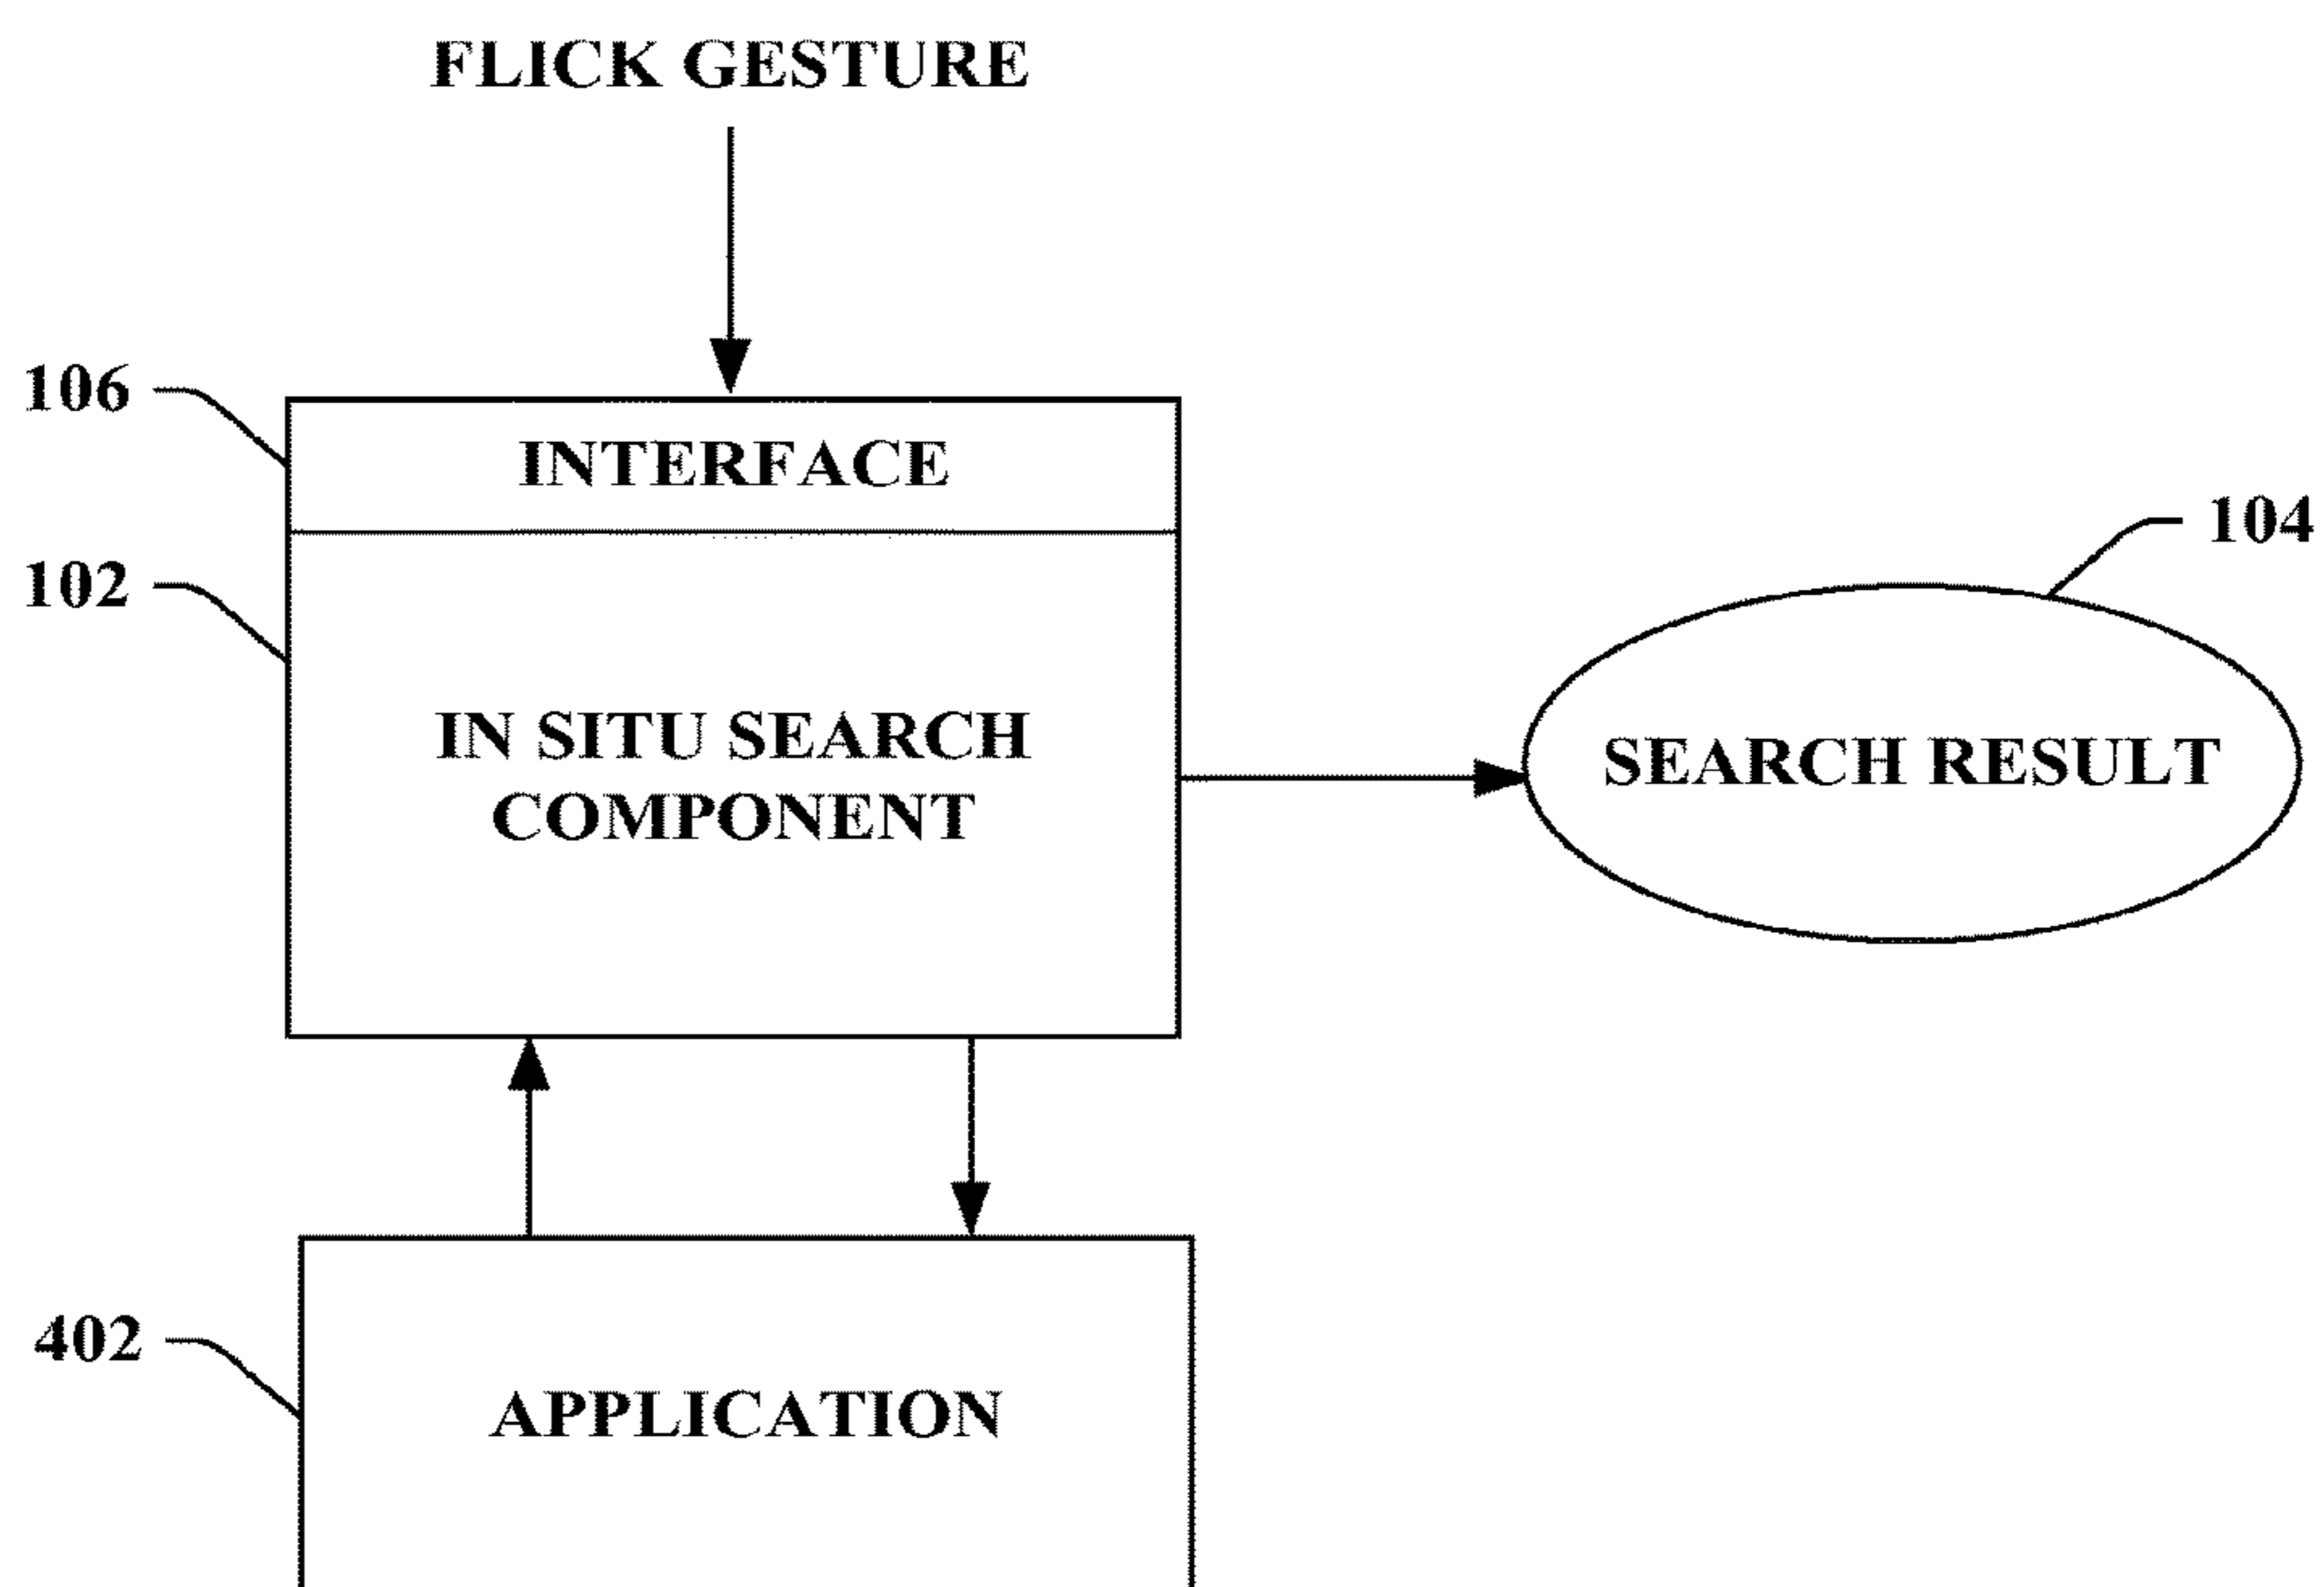 FLICK GESTURE
106
INTERFACE
104
102
IN SITU SEARCH
COMPONENT
SEARCH RESULT
402
APPLICATION